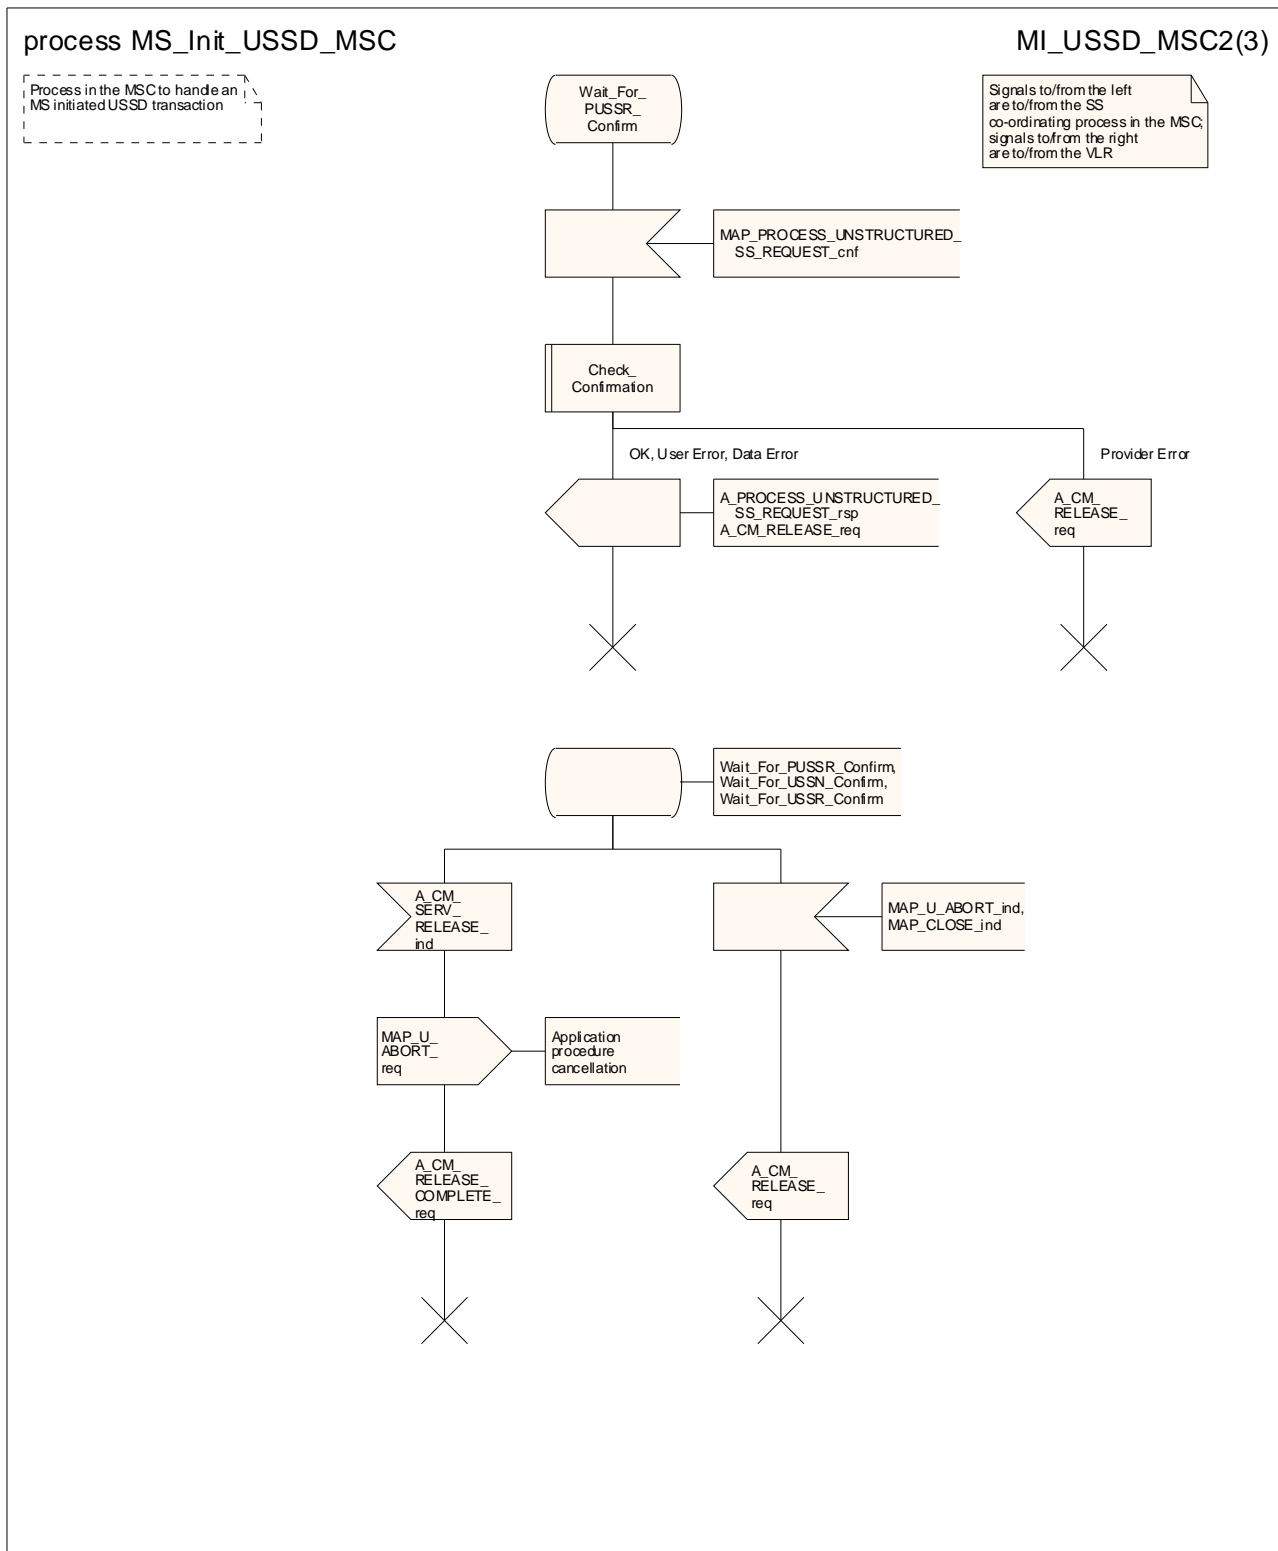 process MS_Init_USSD_MSC
MI_USSD_MSC2(3)
Process in the MSC to handle an
MS initiated USSD transaction
Wait_For_
PUSSR_
Confirm
Signals to/from the left
are to/from the SS
co-ordinating process in the MSC;
signals to/from the right
are to/from the VLR
MAP_PROCESS_UNSTRUCTURED_
SS_REQUEST_cnf
Check_
Confirmation
OK, User Error, Data Error
Provider Error
A_PROCESS_UNSTRUCTURED_
SS_REQUEST_rsp
A_CM_RELEASE_req
A_CM_
RELEASE_
req
Wait_For_PUSSR_Confirm,
Wait_For_USSN_Confirm,
Wait_For_USSR_Confirm
A_CM_
SERV_
RELEASE_
ind
MAP_U_ABORT_ind,
MAP_CLOSE_ind
MAP_U_
ABORT_
req
Application
procedure
cancellation
A_CM_
RELEASE_
COMPLETE_
req
A_CM_
RELEASE_
req